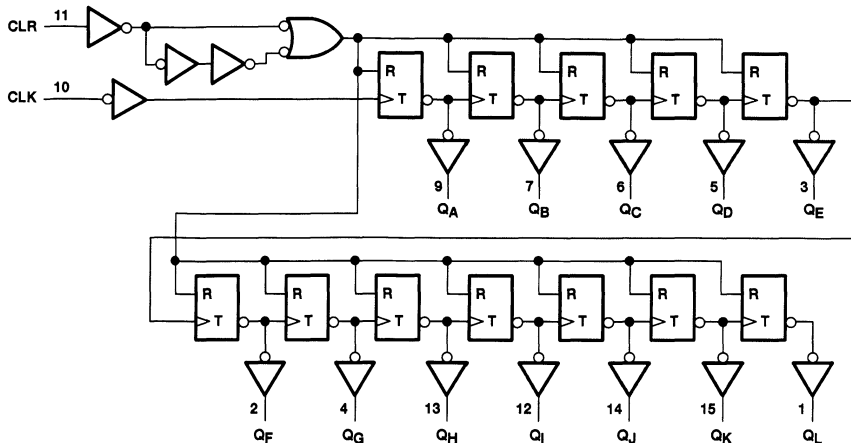 CLR 11
CLK 10
R R R R R
T T T T T
9 7 6 5 3
QA QB QC QD QE
R R R R R R R
T T T T T T T
2 4 13 12 14 15 1
QF QG QH QI QJ QK QL